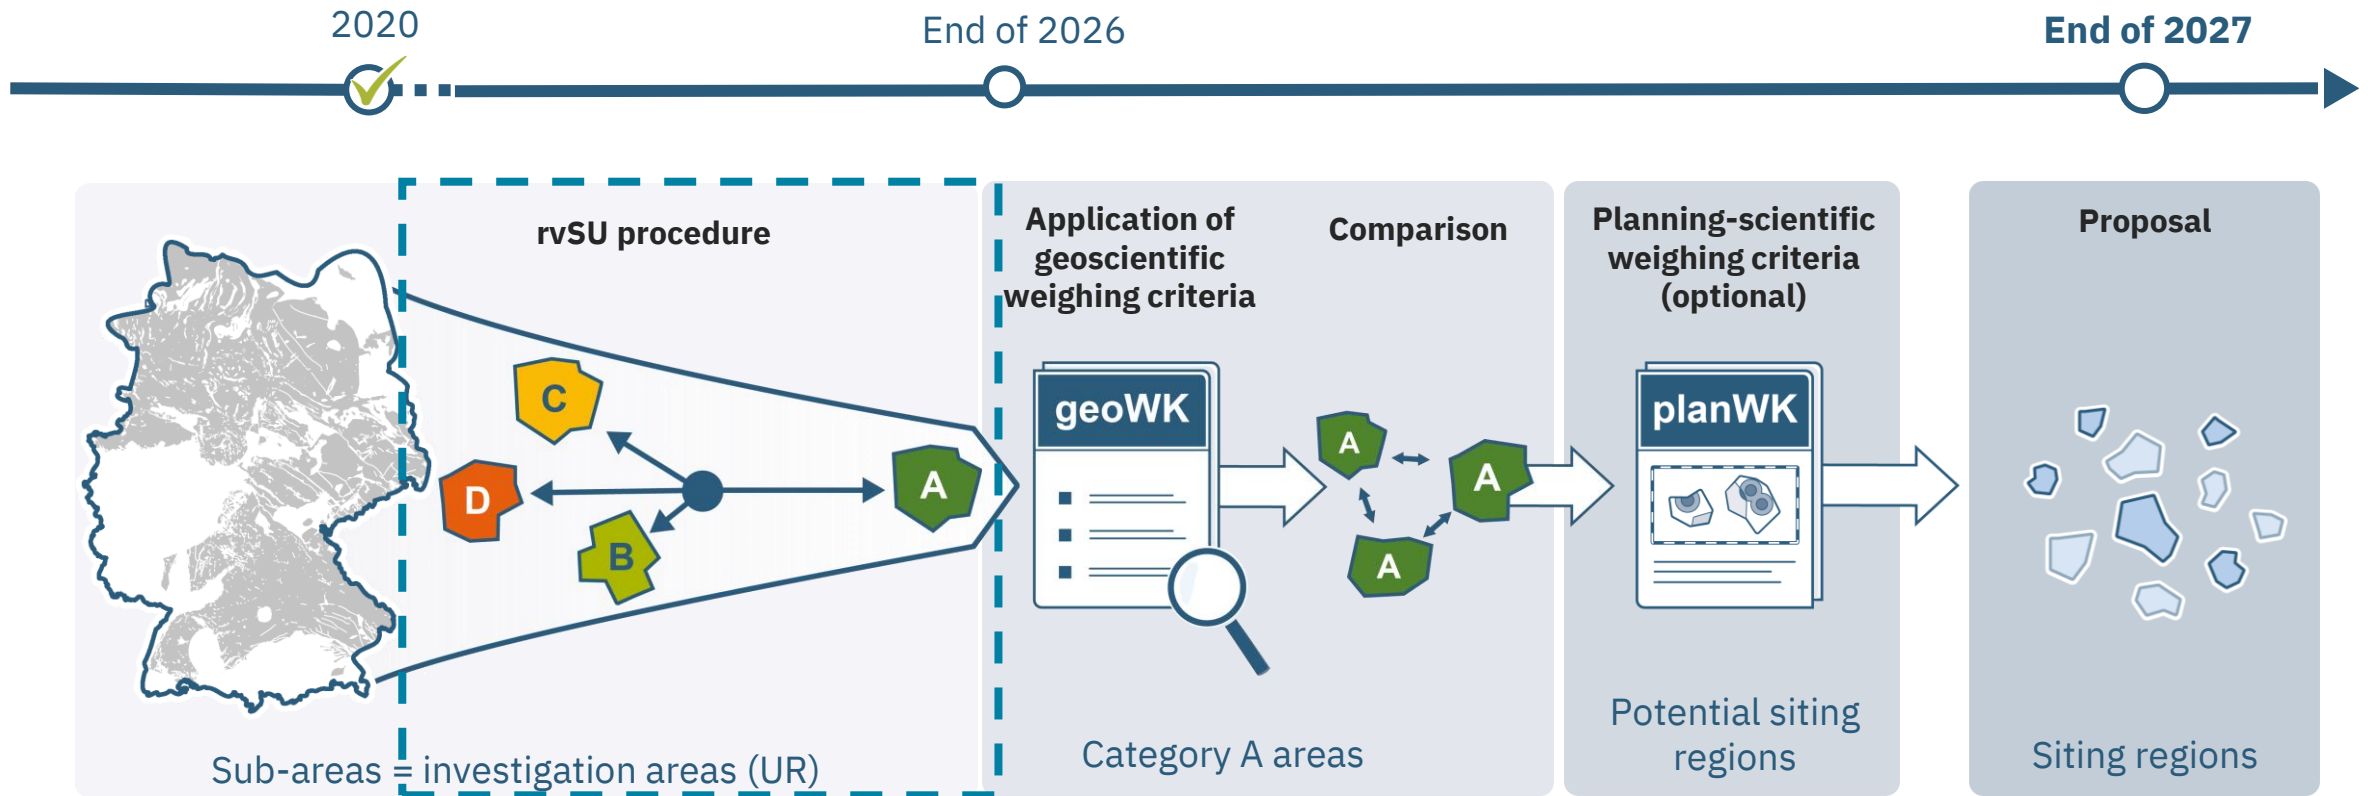 2020
End of 2026
End of 2027
rvSU procedure
Application of
geoscientific
weighing criteria
Comparison
Planning-scientific
weighing criteria
(optional)
Proposal
C
D
B
A
geoWK
A
A
A
planWK
Sub-areas = investigation areas (UR)
Category A areas
Potential siting
regions
Siting regions